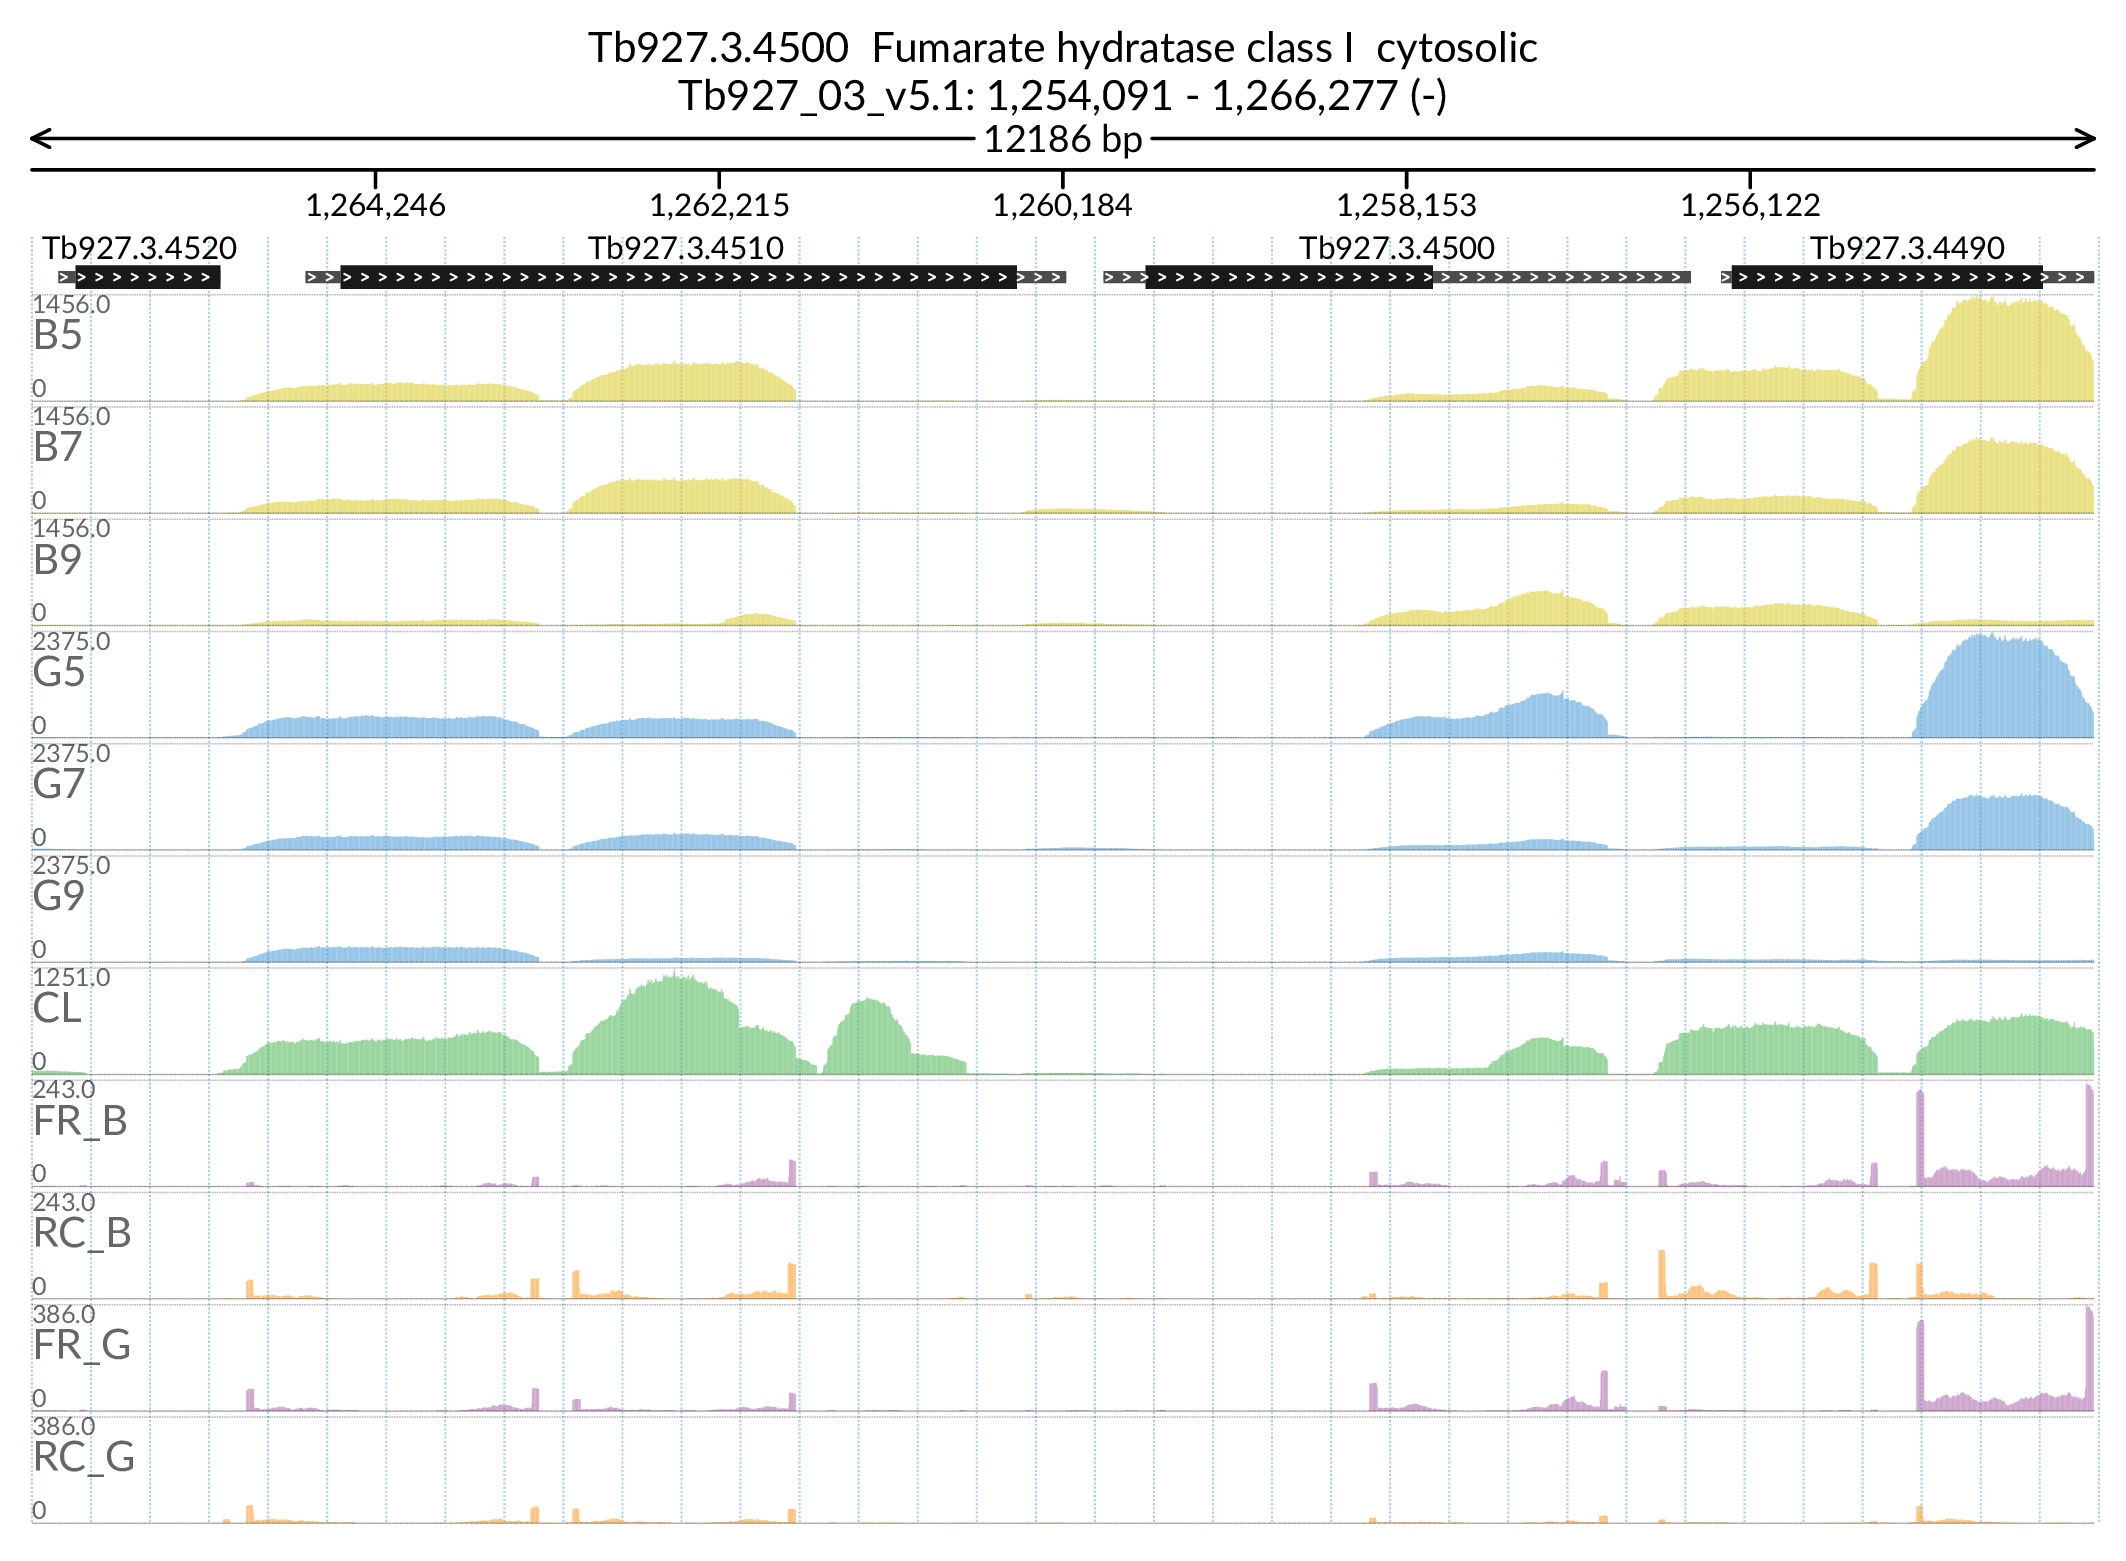 Tb927.3.4500  Fumarate hydratase class I  cytosolic
Tb927_03_v5.1: 1,254,091 - 1,266,277 (-)
12186 bp
1,264,246 1,262,215 1,260,184 1,258,153 1,256,122
Tb927.3.4520 Tb927.3.4510 Tb927.3.4500 Tb927.3.4490
1456.0
B5
0
1456.0
B7
0
1456.0
B9
0
2375.0
G5
0
2375.0
G7
0
2375.0
G9
0
1251.0
CL
0
243.0
FR_B
0
243.0
RC_B
0
386.0
FR_G
0
386.0
RC_G
0